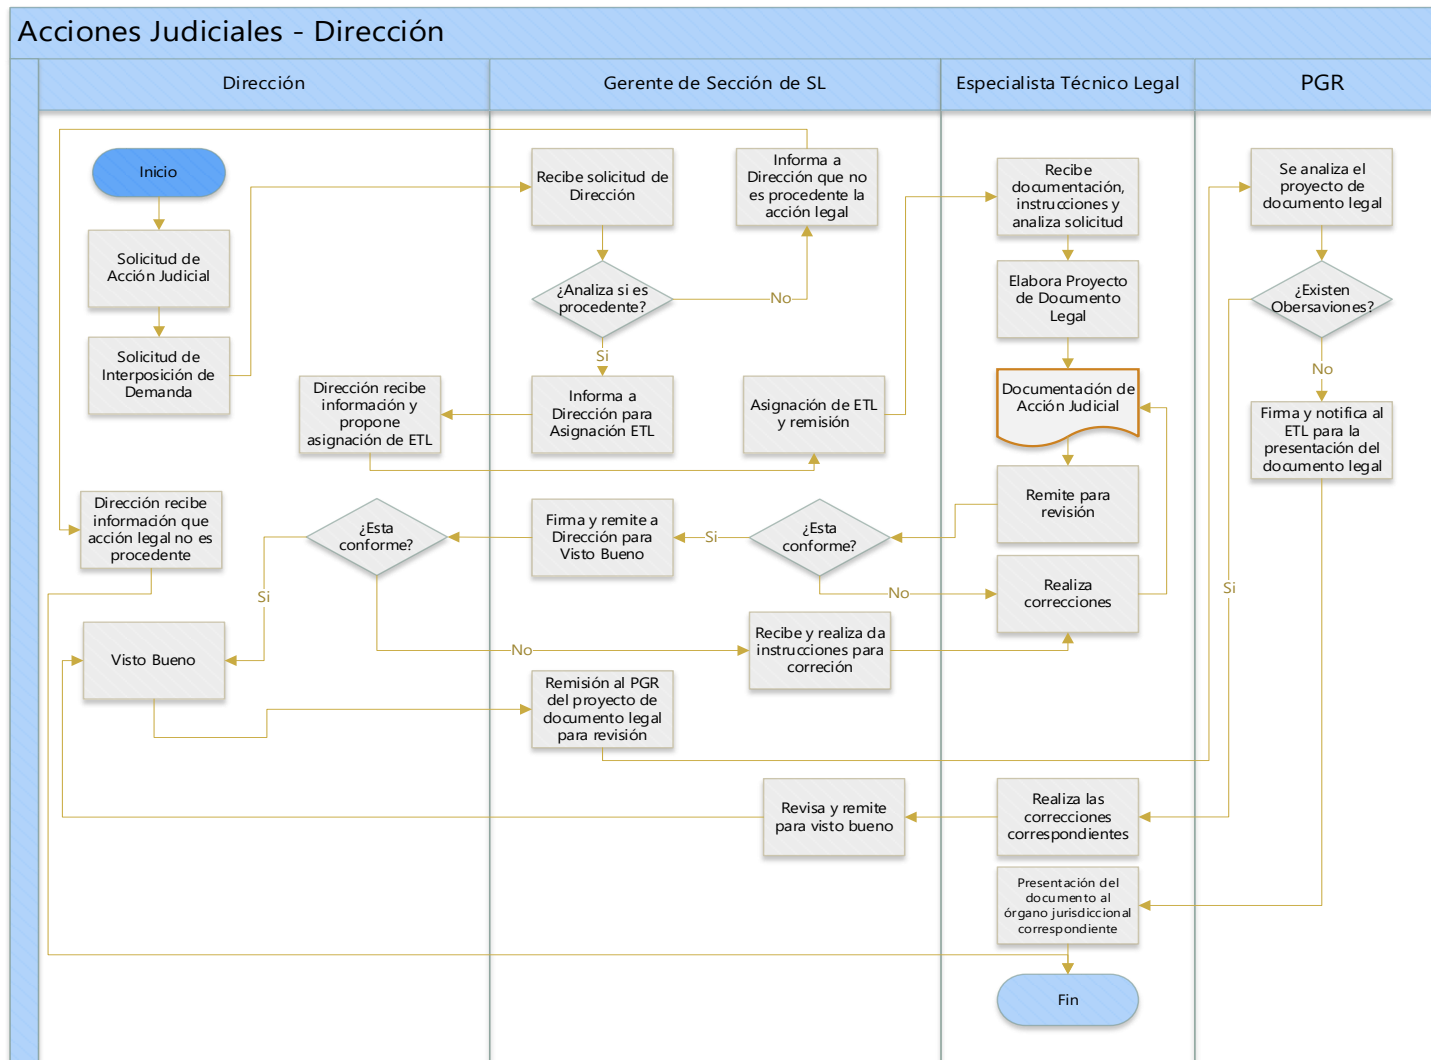 Acciones Judiciales - Dirección
Dirección
Gerente de Sección de SL
Especialista Técnico Legal
PGR
Inicio
Solicitud de
Acción Judicial
Solicitud de
Interposición de
Demanda
Recibe solicitud de
Dirección
Informa a
Dirección que no
es procedente la
acción legal
¿Analiza si es
procedente?
No
Si
Informa a
Dirección para
Asignación ETL
Dirección recibe
información y
propone
asignación de ETL
Asignación de ETL
y remisión
Recibe
documentación,
instrucciones y
analiza solicitud
Elabora Proyecto
de Documento
Legal
Documentación de
Acción Judicial
Remite para
revisión
Realiza
correcciones
Se analiza el
proyecto de
documento legal
¿Existen
Obersaviones?
No
Si
Firma y notifica al
ETL para la
presentación del
documento legal
Dirección recibe
información que
acción legal no es
procedente
¿Esta
conforme?
Si
No
Firma y remite a
Dirección para
Visto Bueno
Si
¿Esta
conforme?
No
Recibe y realiza da
instrucciones para
correción
Visto Bueno
Remisión al PGR
del proyecto de
documento legal
para revisión
Revisa y remite
para visto bueno
Realiza las
correcciones
correspondientes
Presentación del
documento al
órgano jurisdiccional
correspondiente
Fin